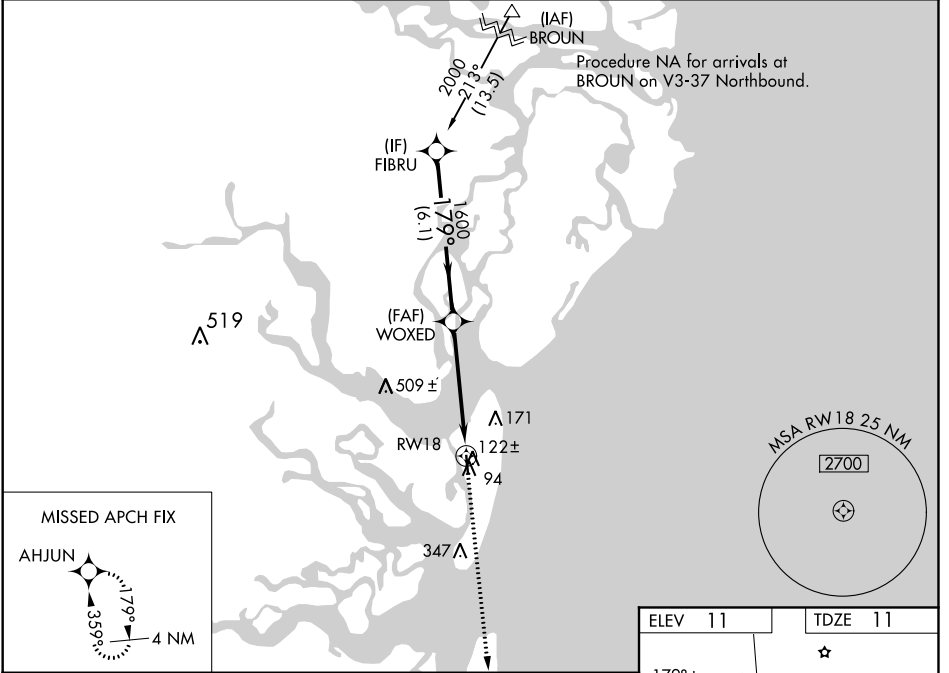 (IAF)
BROUN
Procedure NA for arrivals at
BROUN on V3-37 Northbound.
2000
213°
(13.5)
(IF)
FIBRU
1600
179°
(6.1)
(FAF)
WOXED
519
509 ±
171
RW18
122±
94
347
MSA RW18 25 NM
2700
MISSED APCH FIX
AHJUN
179°
359°
4 NM
ELEV 11
TDZE 11